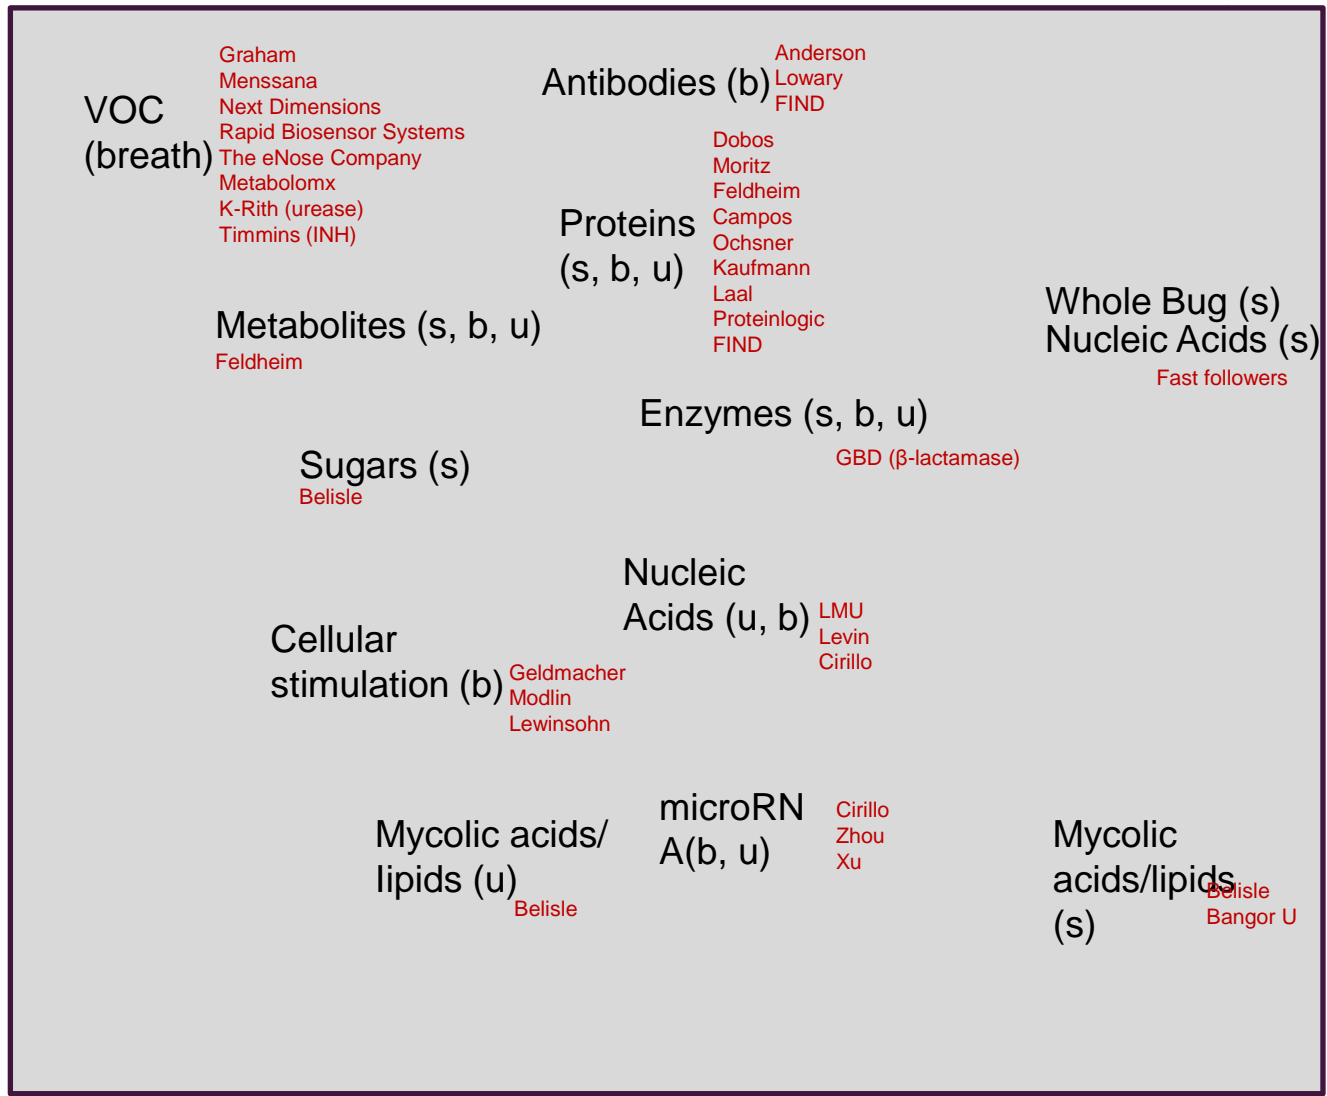 VOC
(breath)
Graham
Menssana
Next Dimensions
Rapid Biosensor Systems
The eNose Company
Metabolomx
K-Rith (urease)
Timmins (INH)
Antibodies (b)
Anderson
Lowary
FIND
Proteins
(s, b, u)
Dobos
Moritz
Feldheim
Campos
Ochsner
Kaufmann
Laal
Proteinlogic
FIND
Metabolites (s, b, u)
Feldheim
Whole Bug (s)
Nucleic Acids (s)
Fast followers
Enzymes (s, b, u)
GBD (β-lactamase)
Sugars (s)
Belisle
Nucleic
Acids (u, b)
LMU
Levin
Cirillo
Cellular
stimulation (b)
Geldmacher
Modlin
Lewinsohn
Mycolic acids/
lipids (u)
Belisle
microRN
A(b, u)
Cirillo
Zhou
Xu
Mycolic
acids/lipids
(s)
Belisle
Bangor U